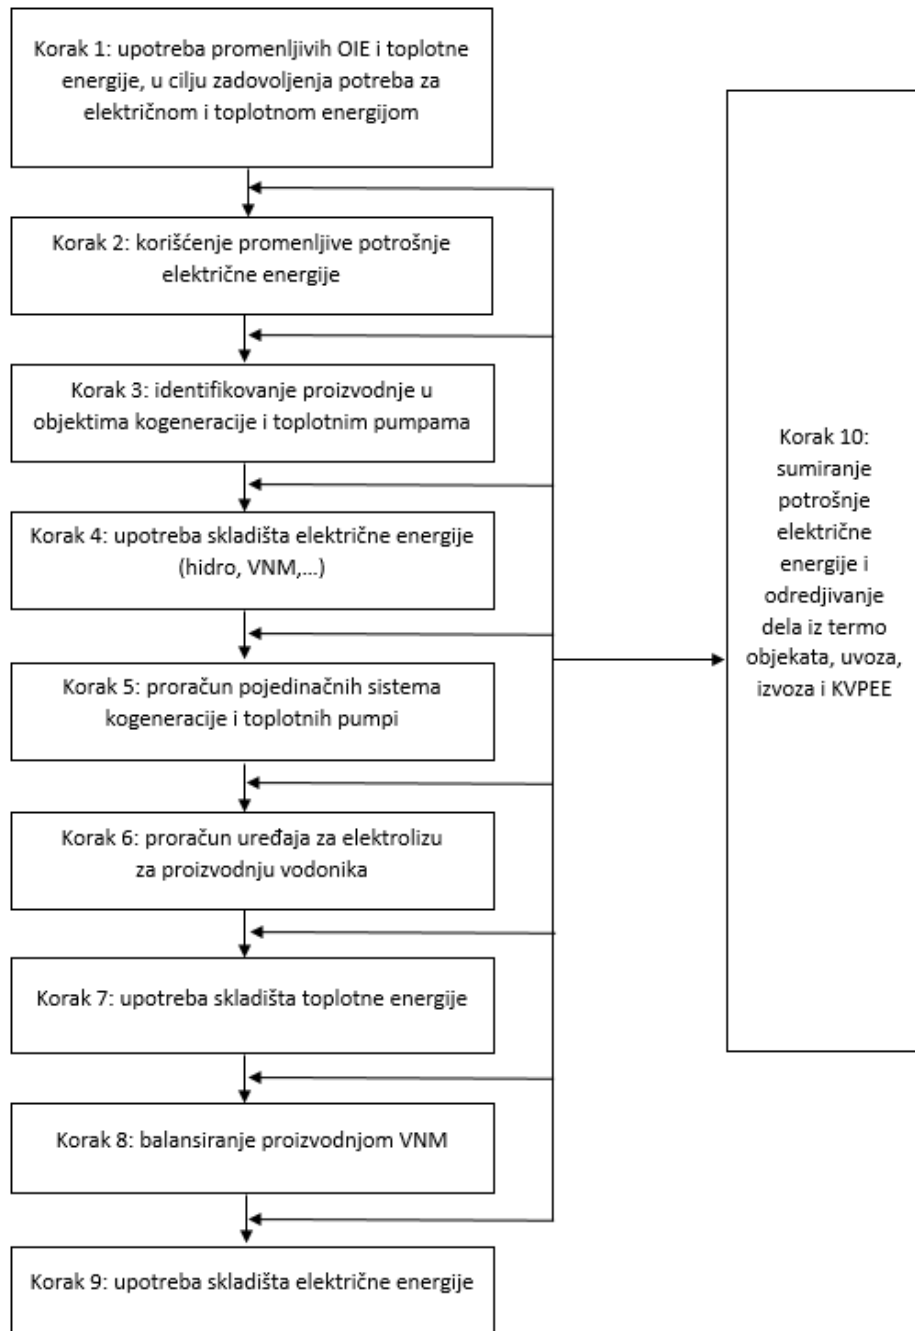 Korak 1: upotreba promenljivih OIE i toplotne
energije, u cilju zadovoljenja potreba za
električnom i toplotnom energijom
Korak 2: korišćenje promenljive potrošnje
električne energije
Korak 3: identifikovanje proizvodnje u
objektima kogeneracije i toplotnim pumpama
Korak 4: upotreba skladišta električne energije
(hidro, VNM,...)
Korak 5: proračun pojedinačnih sistema
kogeneracije i toplotnih pumpi
Korak 6: proračun uređaja za elektrolizu
za proizvodnju vodonika
Korak 7: upotreba skladišta toplotne energije
Korak 8: balansiranje proizvodnjom VNM
Korak 9: upotreba skladišta električne energije
Korak 10:
sumiranje
potrošnje
električne
energije i
odredjivanje
dela iz termo
objekata, uvoza,
izvoza i KVPEE